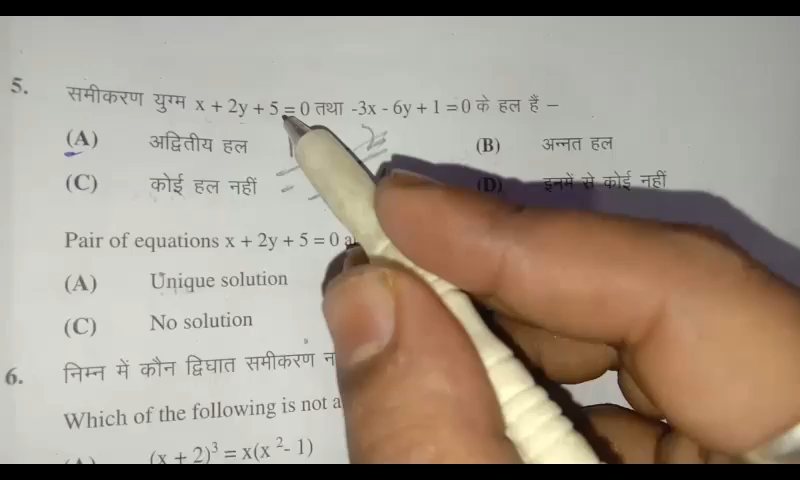 5. समीकरण युग्म x + 2y + 5 = 0 तथा -3x - 6y + 1 = 0 के हल हैं –
(A) अद्वितीय हल (B) अन्नत हल
(C) कोई हल नहीं (D) इनमें से कोई नहीं
Pair of equations x + 2y + 5 = 0
(A) Unique solution
(C) No solution
6. निम्न में कौन द्विघात समीकरण
Which of the following is not a
(x + 2)³ = x(x² - 1)